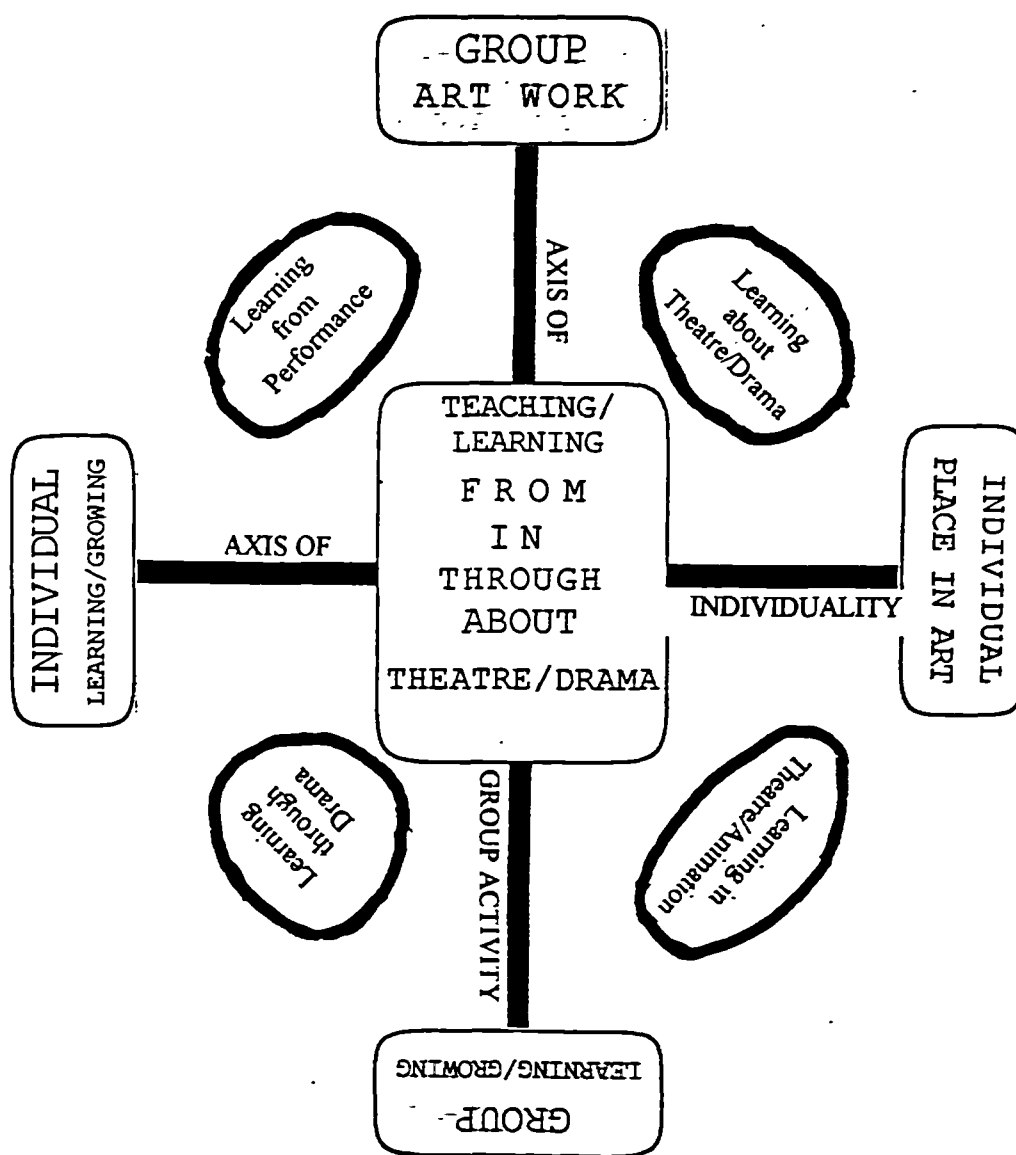 GROUP
ART WORK
AXIS OF
Learning
from
Performance
Learning
about
Theatre/Drama
TEACHING/
LEARNING
FROM
IN
THROUGH
ABOUT
THEATRE/DRAMA
INDIVIDUAL
LEARNING/GROWING
AXIS OF
INDIVIDUALITY
INDIVIDUAL
PLACE IN ART
Learning
through
Drama
GROUP ACTIVITY
Learning in
Theatre/Animation
GROUP
LEARNING/GROWING